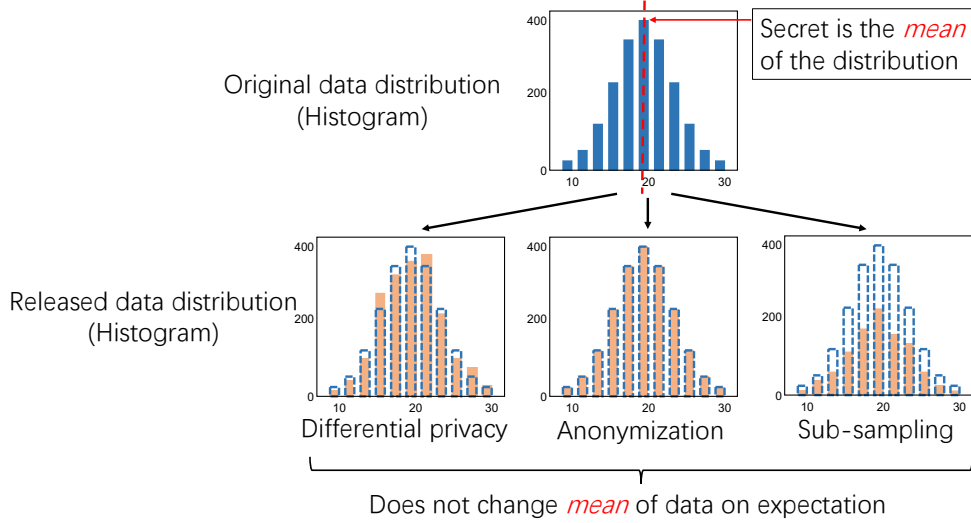 400
200
0
10
20
30
Secret is the mean
of the distribution
Original data distribution
(Histogram)
Released data distribution
(Histogram)
400
200
0
10
20
30
Differential privacy
400
200
0
10
20
30
Anonymization
400
200
0
10
20
30
Sub-sampling
Does not change mean of data on expectation